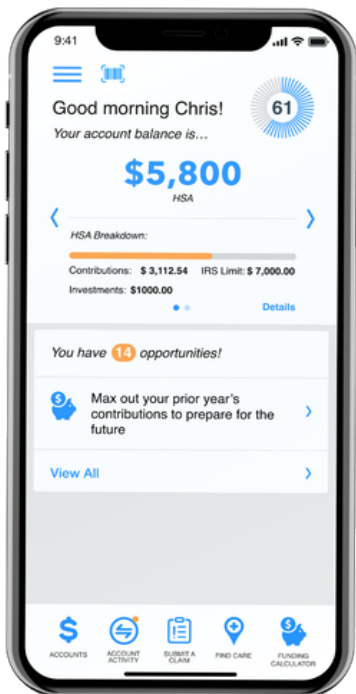 9:41
Good morning Chris!
61
Your account balance is...
$5,800
HSA
HSA Breakdown:
Contributions: $ 3,112.54 IRS Limit: $ 7,000.00
Investments: $1000.00
Details
You have 14 opportunities!
Max out your prior year's
contributions to prepare for the
future
View All
ACCOUNTS
ACCOUNT
ACTIVITY
SUBMIT A
CLAIM
FIND CARE
FUNDING
CALCULATOR